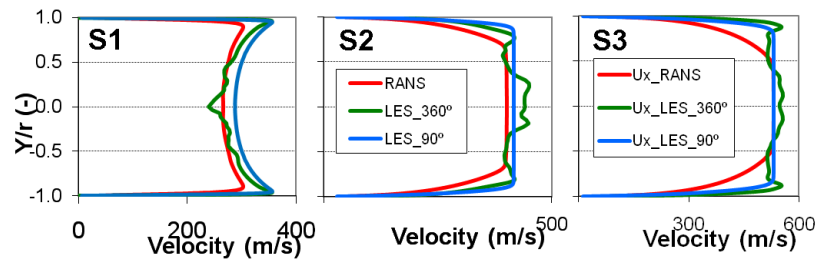 S1
S2
S3
1.0
0.5
0.0
-0.5
-1.0
Y/r (-)
RANS
LES_360º
LES_90º
Ux_RANS
Ux_LES_360º
Ux_LES_90º
0
200
400
500
300
600
Velocity (m/s)
Velocity (m/s)
Velocity (m/s)